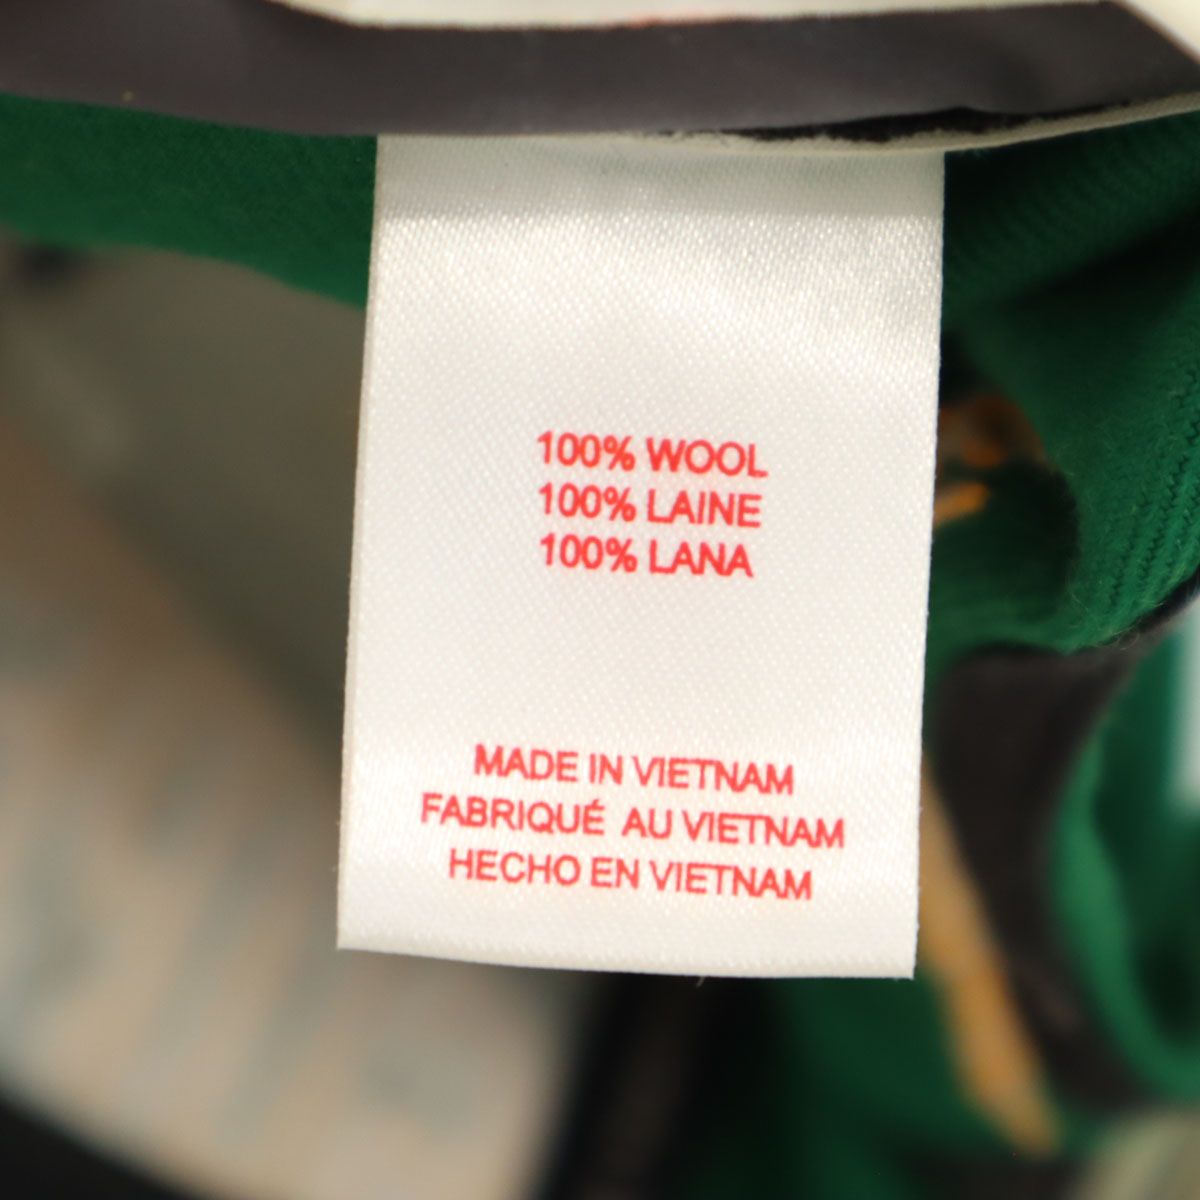 100% WOOL
100% LAINE
100% LANA
MADE IN VIETNAM
FABRIQUÉ AU VIETNAM
HECHO EN VIETNAM